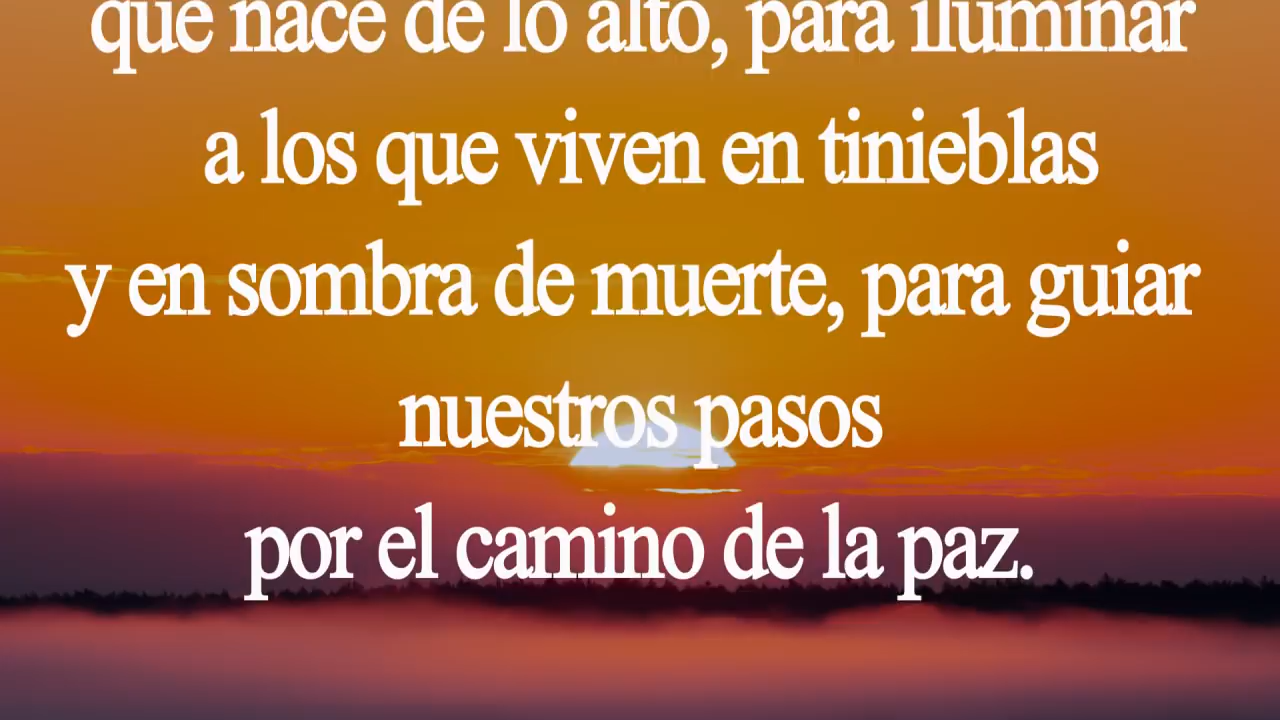 que nace de lo alto, para iluminar
a los que viven en tinieblas
y en sombra de muerte, para guiar
nuestros pasos
por el camino de la paz.